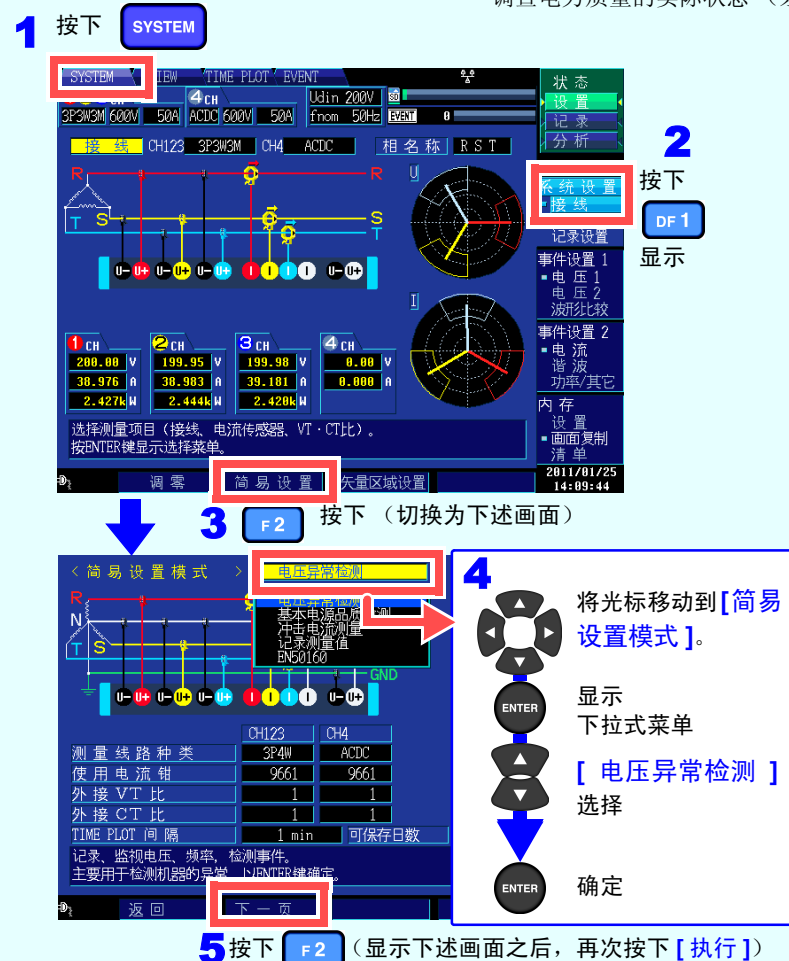 调查电力质量的实际状态
1 按下 SYSTEM
SYSTEM IEW TIME PLOT EVENT
CH 4 CH Udin 200V SD
3P3W3M 600V 50A ACDC 600V 50A fnom 50Hz EVENT 0
状态
设置
记录
分析
接线 CH123 3P3W3M CH4 ACDC 相名称 R S T
R R U
S S
T T
U- U+ U- U+ U- U+ I I I I U- U+
I
1 CH 2 CH 3 CH 4 CH
200.00 V 199.95 V 199.98 V 0.00 V
38.976 A 38.983 A 39.181 A 0.000 A
2.427k W 2.444k W 2.420k W
选择测量项目（接线、电流传感器、VT·CT比）。
按ENTER键显示选择菜单。
调零 简易设置 矢量区域设置
系统设置
接线
记录设置
事件设置 1
电压 1
电压 2
波形比较
事件设置 2
电流
谐波
功率/其它
内存
设置
画面复制
清单
2011/01/25
14:09:44
2
按下
DF 1
显示
3 F 2 按下 （切换为下述画面）
<简易设置模式 > 电压异常检测
电压异常检测
基本电源品质 测
冲击电流测量
记录测量值
EN50160
R
N
T S
GND
U- U+ U- U+ U- U+ I I I I U- U+
CH123 CH4
测量线路种类 3P4W ACDC
使用电流钳 9661 9661
外接 VT 比 1 1
外接 CT 比 1 1
TIME PLOT 间隔 1 min 可保存日数
记录、监视电压、频率，检测事件。
主要用于检测机器的异常 以ENTER键确定。
返回 下一页
4
将光标移动到[简易
设置模式 ]。
ENTER 显示
下拉式菜单
[ 电压异常检测 ]
选择
ENTER 确定
5 按下 F 2 （显示下述画面之后，再次按下 [ 执行 ]）